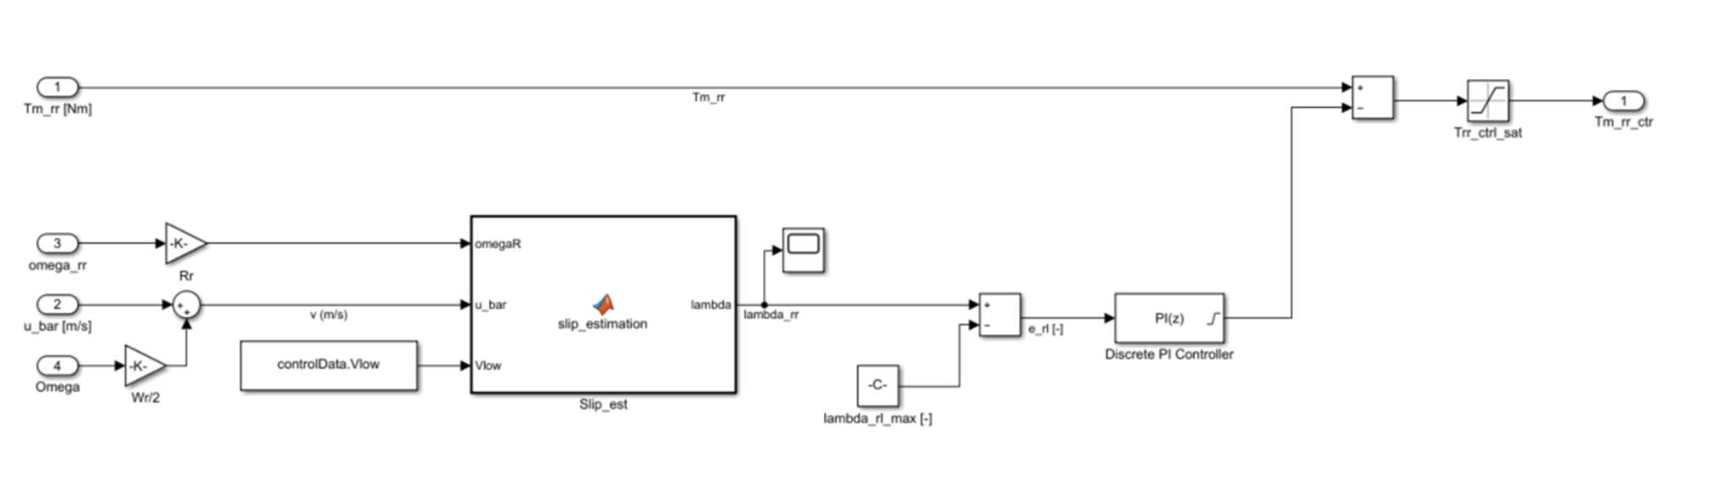 1
Tm_rr [Nm]
Tm_rr
+
−
Trr_ctrl_sat
1
Tm_rr_ctr
3
omega_rr
-K-
Rr
2
u_bar [m/s]
+
+
v (m/s)
4
Omega
-K-
Wr/2
controlData.Vlow
omegaR
u_bar
Vlow
slip_estimation
lambda
Slip_est
lambda_rr
+
−
e_rl [-]
-C-
lambda_rl_max [-]
PI(z)
Discrete PI Controller